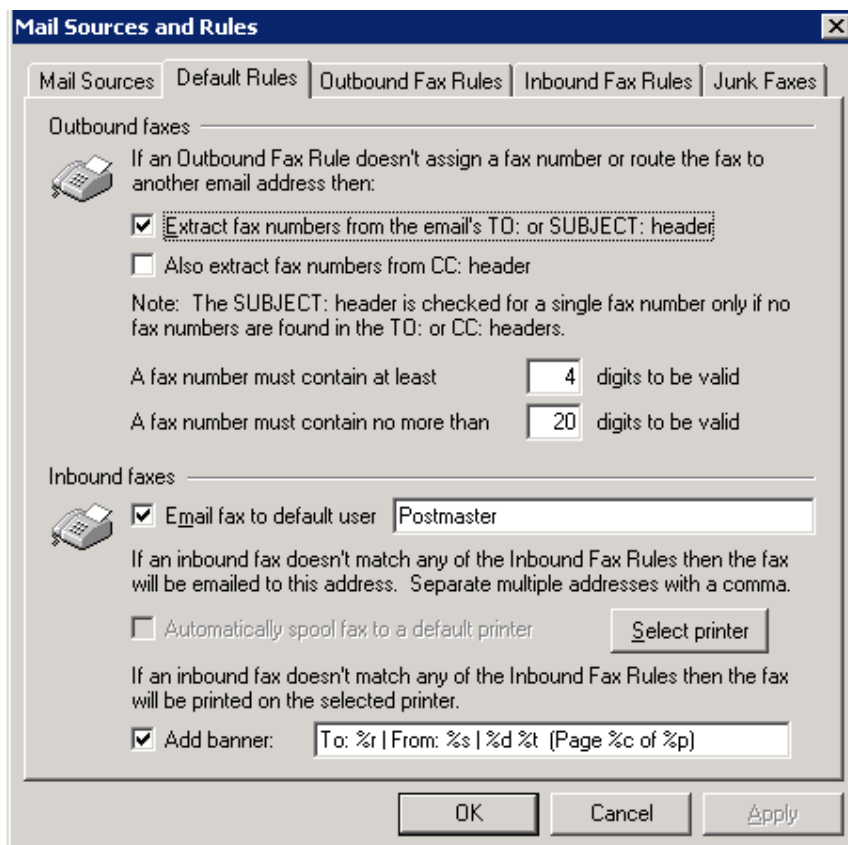 Mail Sources and Rules
Mail Sources
Default Rules
Outbound Fax Rules
Inbound Fax Rules
Junk Faxes
Outbound faxes
If an Outbound Fax Rule doesn't assign a fax number or route the fax to
another email address then:
Extract fax numbers from the email's TO: or SUBJECT: header
Also extract fax numbers from CC: header
Note:  The SUBJECT: header is checked for a single fax number only if no
fax numbers are found in the TO: or CC: headers.
A fax number must contain at least 4 digits to be valid
A fax number must contain no more than 20 digits to be valid
Inbound faxes
Email fax to default user Postmaster
If an inbound fax doesn't match any of the Inbound Fax Rules then the fax
will be emailed to this address.  Separate multiple addresses with a comma.
Automatically spool fax to a default printer Select printer
If an inbound fax doesn't match any of the Inbound Fax Rules then the fax
will be printed on the selected printer.
Add banner: To: %r | From: %s | %d %t  (Page %c of %p)
OK Cancel Apply